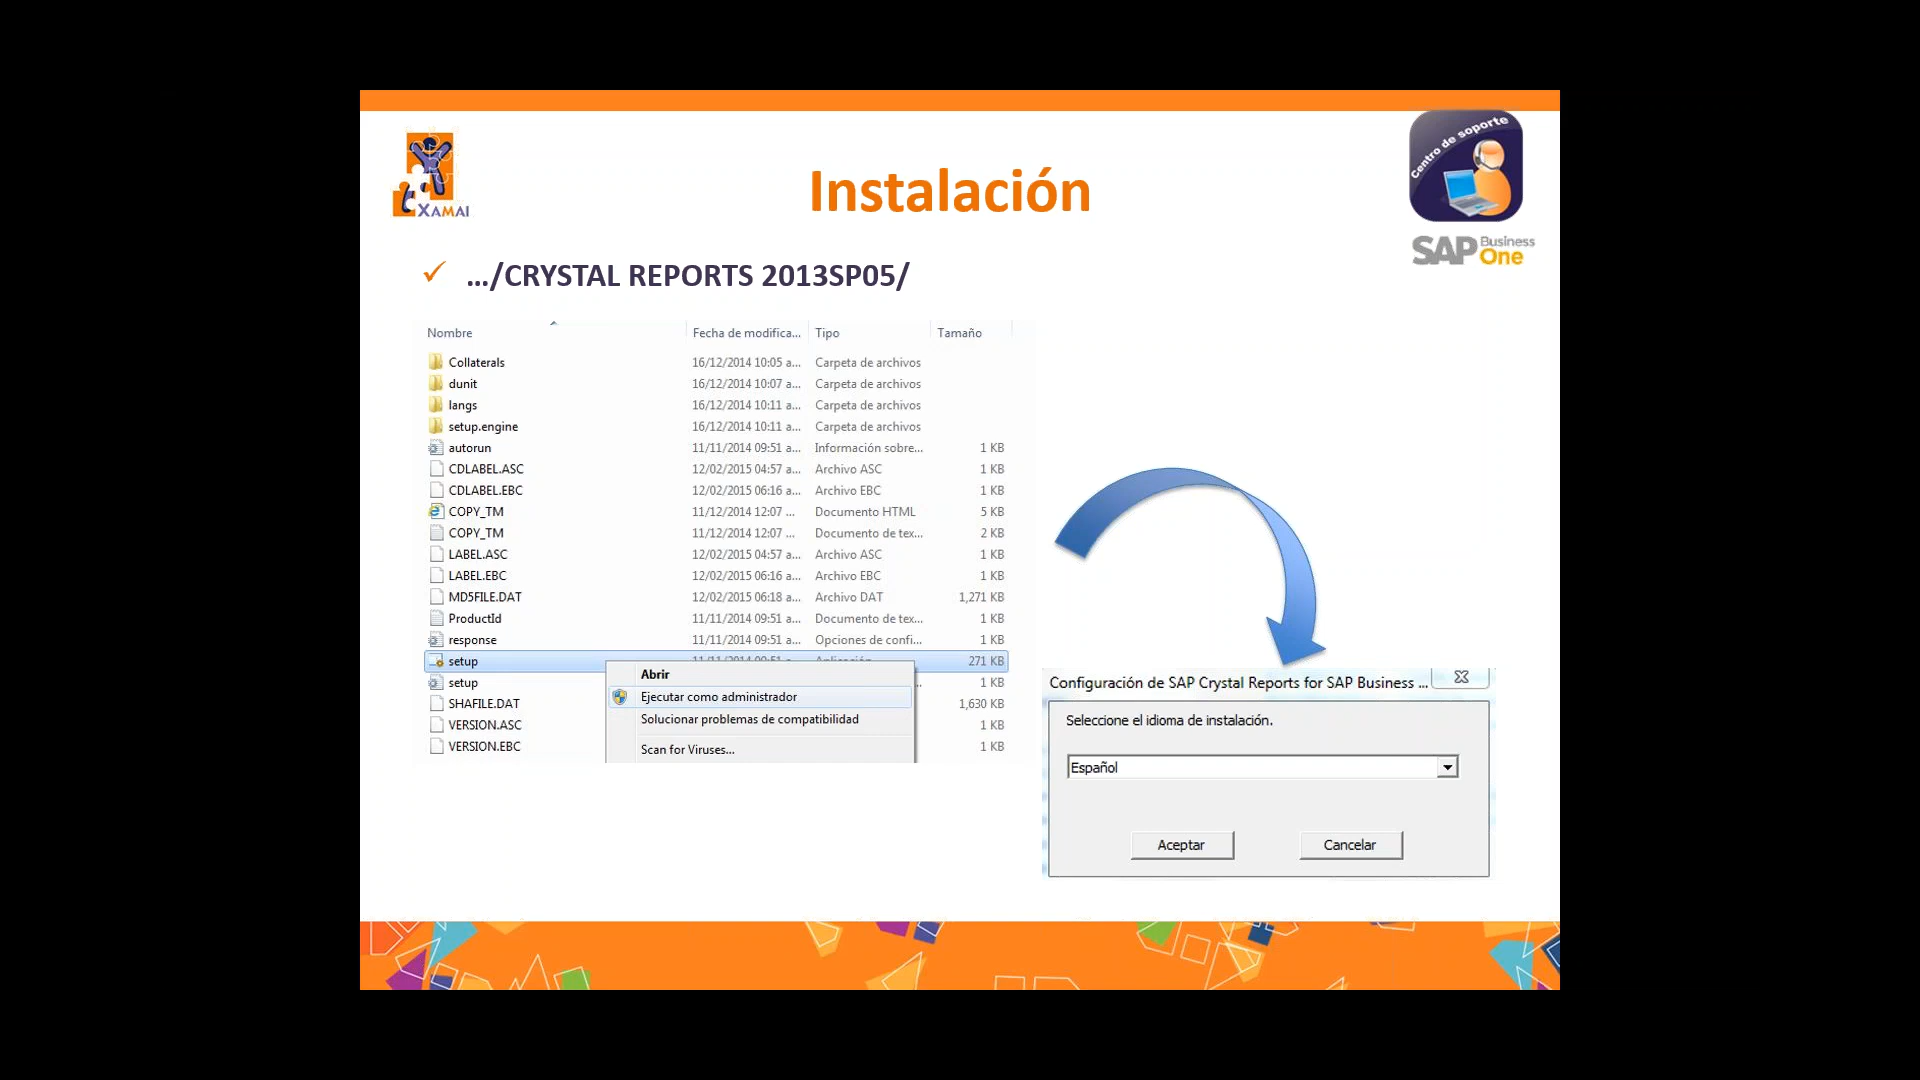 XAMAI
Instalación
Centro de soporte
SAP Business One
.../CRYSTAL REPORTS 2013SP05/
Nombre Fecha de modifica... Tipo Tamaño
Collaterals 16/12/2014 10:05 a... Carpeta de archivos
dunit 16/12/2014 10:07 a... Carpeta de archivos
langs 16/12/2014 10:11 a... Carpeta de archivos
setup.engine 16/12/2014 10:11 a... Carpeta de archivos
autorun 11/11/2014 09:51 a... Información sobre... 1 KB
CDLABEL.ASC 12/02/2015 04:57 a... Archivo ASC 1 KB
CDLABEL.EBC 12/02/2015 06:16 a... Archivo EBC 1 KB
COPY_TM 11/12/2014 12:07 ... Documento HTML 5 KB
COPY_TM 11/12/2014 12:07 ... Documento de tex... 2 KB
LABEL.ASC 12/02/2015 04:57 a... Archivo ASC 1 KB
LABEL.EBC 12/02/2015 06:16 a... Archivo EBC 1 KB
MD5FILE.DAT 12/02/2015 06:18 a... Archivo DAT 1,271 KB
ProductId 11/11/2014 09:51 a... Documento de tex... 1 KB
response 11/11/2014 09:51 a... Opciones de confi... 1 KB
setup 11/11/2014 09:51 a... Aplicación 271 KB
setup 1 KB
SHAFILE.DAT 1,630 KB
VERSION.ASC 1 KB
VERSION.EBC 1 KB
Abrir
Ejecutar como administrador
Solucionar problemas de compatibilidad
Scan for Viruses...
Configuración de SAP Crystal Reports for SAP Business ...
Seleccione el idioma de instalación.
Español
Aceptar Cancelar